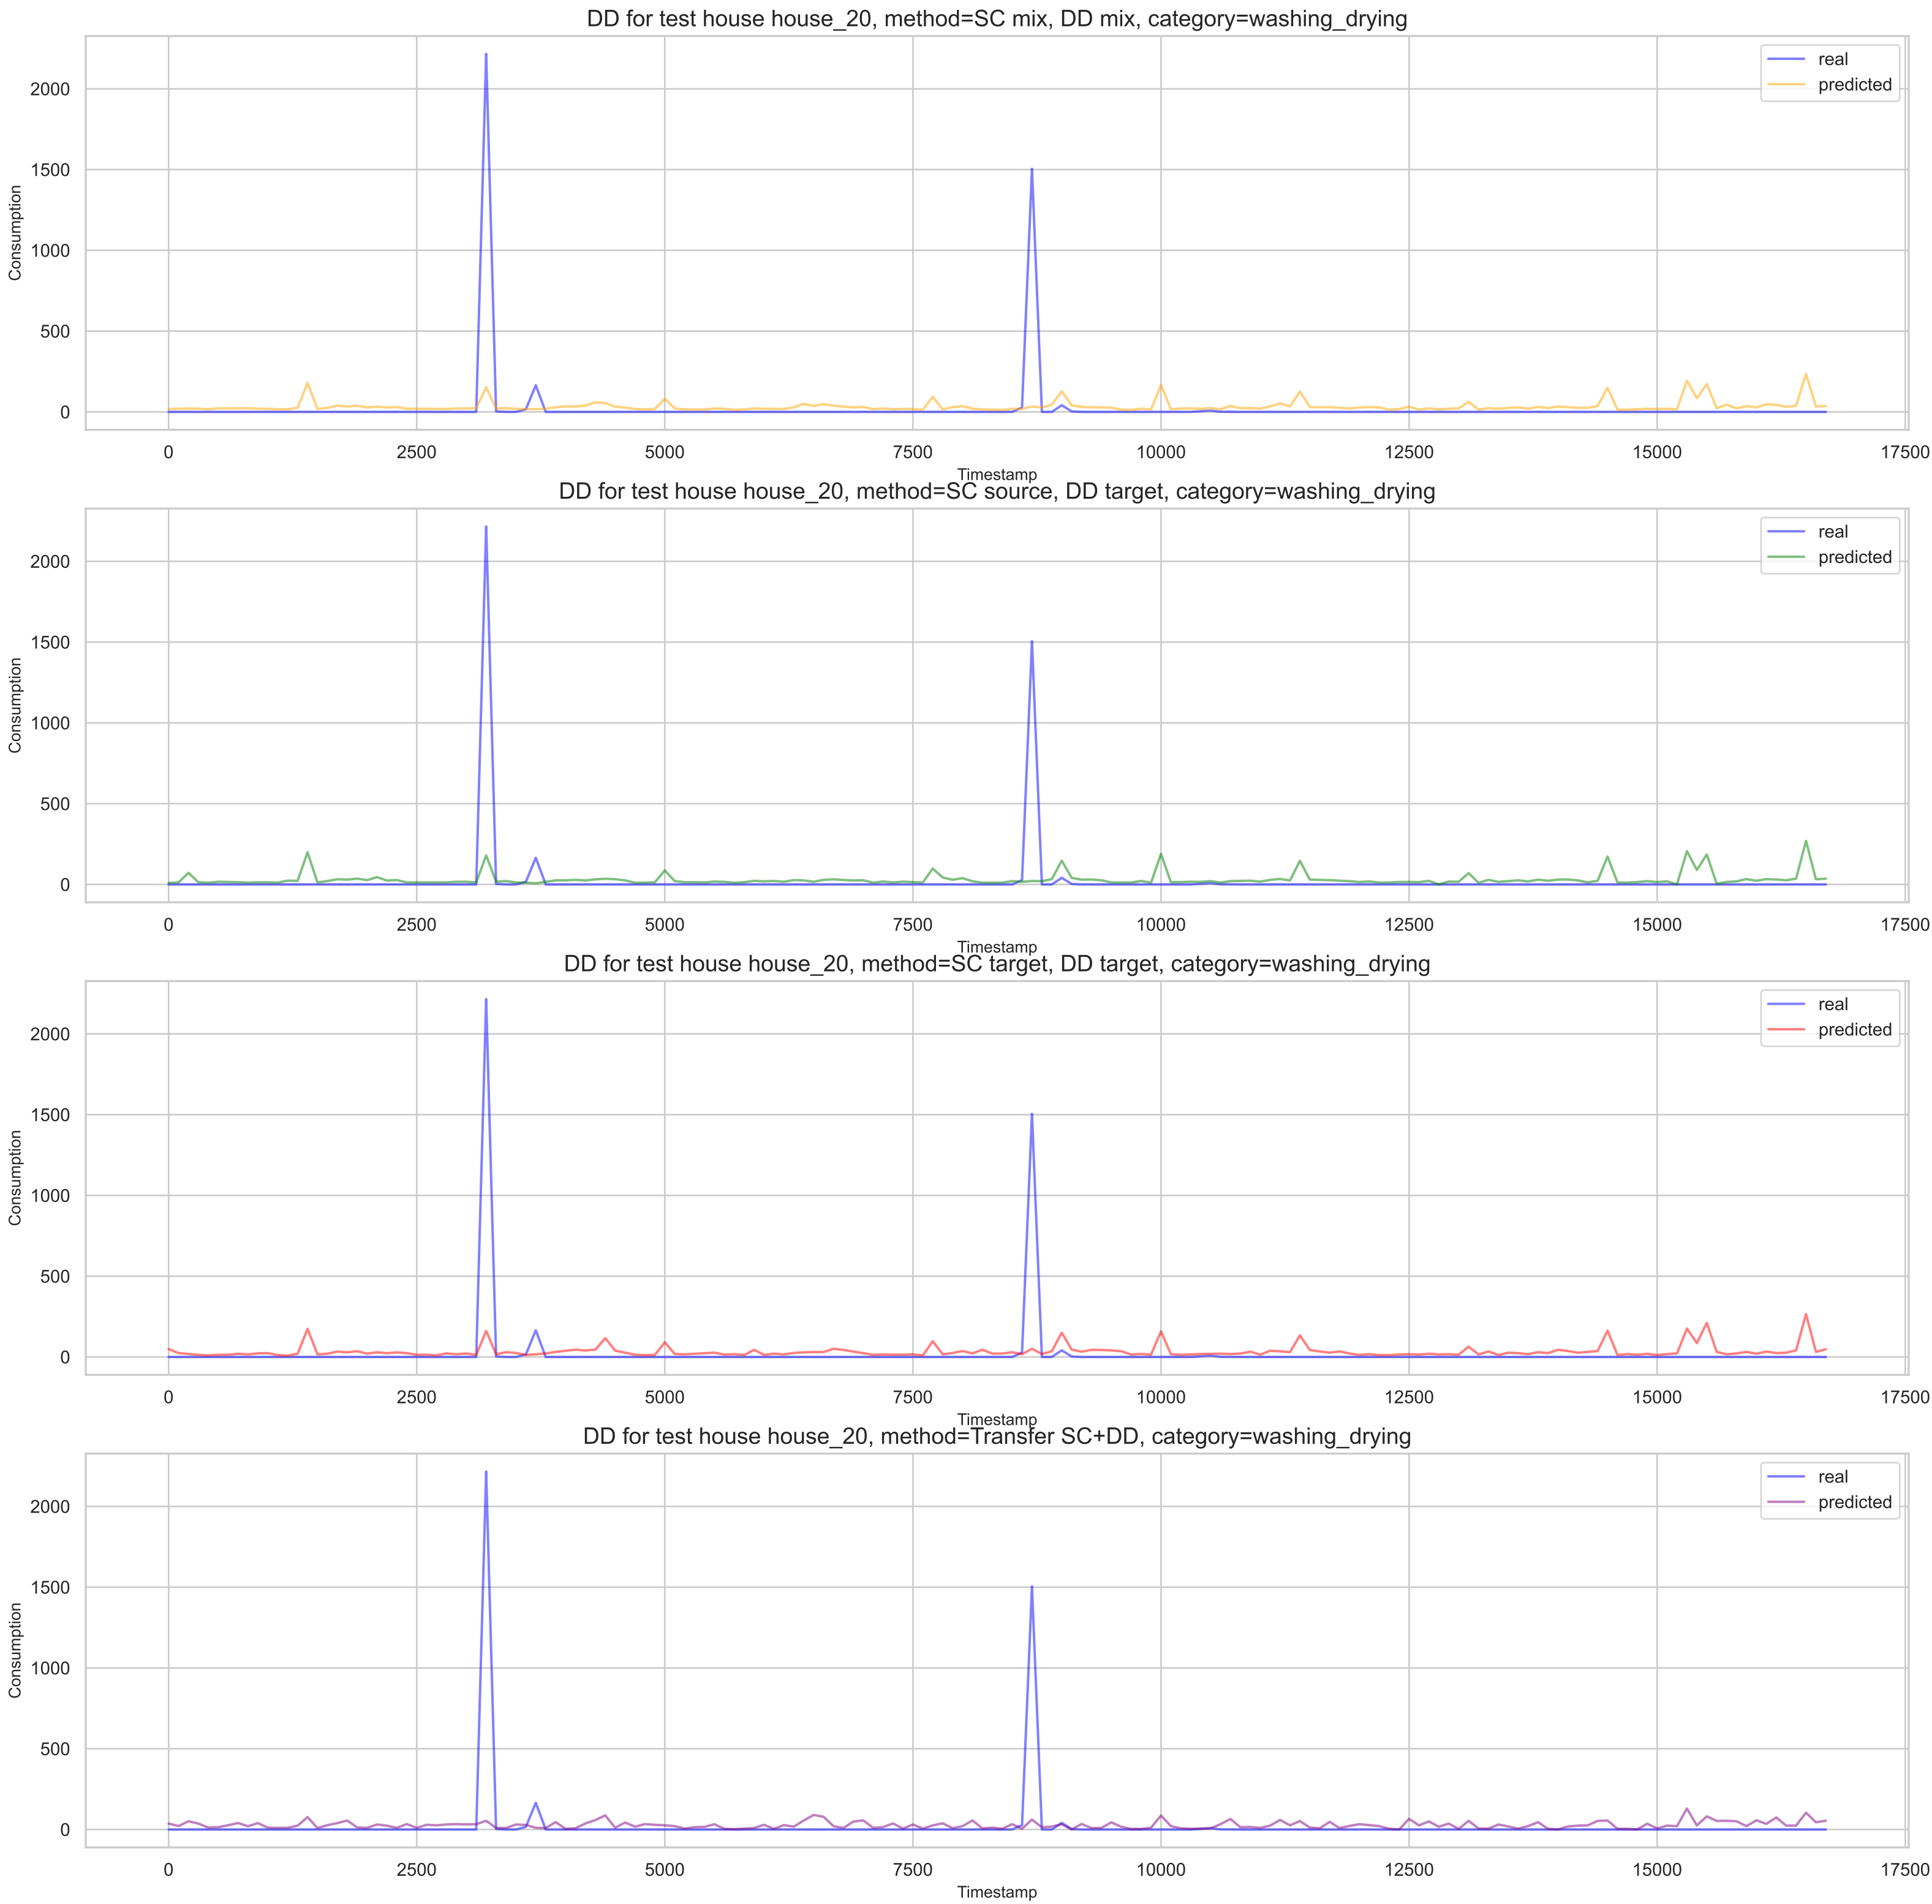 DD for test house house_20, method=SC mix, DD mix, category=washing_drying
real
predicted
2000
1500
1000
500
0
Consumption
0 2500 5000 7500 10000 12500 15000 17500
Timestamp
DD for test house house_20, method=SC source, DD target, category=washing_drying
real
predicted
2000
1500
1000
500
0
Consumption
0 2500 5000 7500 10000 12500 15000 17500
Timestamp
DD for test house house_20, method=SC target, DD target, category=washing_drying
real
predicted
2000
1500
1000
500
0
Consumption
0 2500 5000 7500 10000 12500 15000 17500
Timestamp
DD for test house house_20, method=Transfer SC+DD, category=washing_drying
real
predicted
2000
1500
1000
500
0
Consumption
0 2500 5000 7500 10000 12500 15000 17500
Timestamp